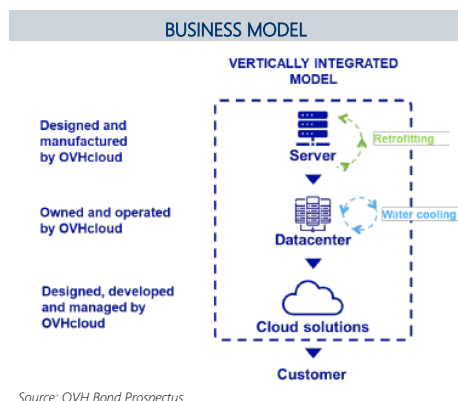 BUSINESS MODEL
VERTICALLY INTEGRATED
MODEL
Designed and
manufactured
by OVHcloud
Server
Retrofitting
Owned and operated
by OVHcloud
Datacenter
Water cooling
Designed, developed
and managed by
OVHcloud
Cloud solutions
Customer
Source: OVH Bond Prospectus